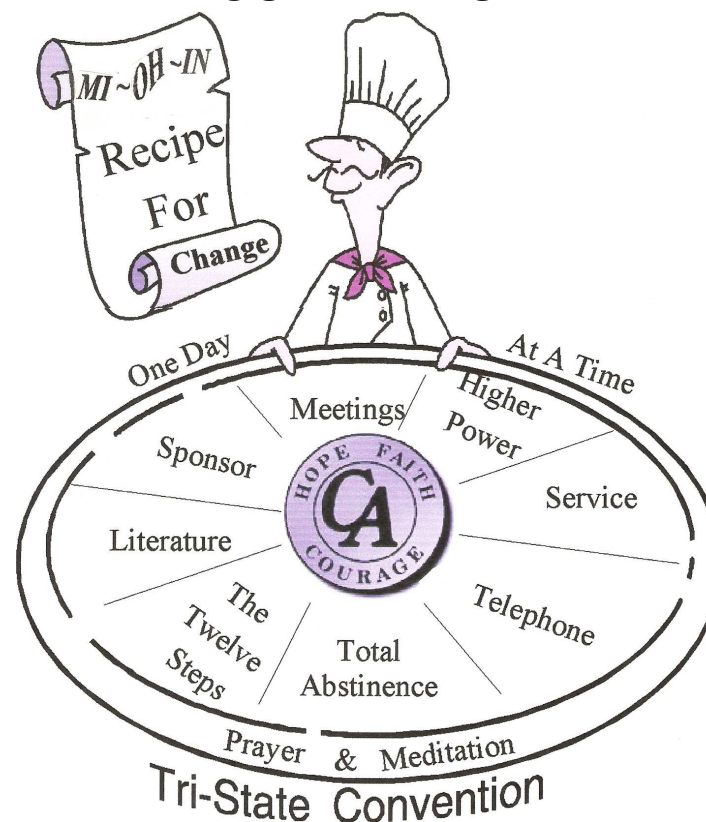 MI~OH~IN
Recipe
For
Change
One Day
At A Time
Meetings
Higher
Power
Sponsor
Service
HOPE FAITH
CA
COURAGE
Literature
Telephone
The
Twelve
Steps
Total
Abstinence
Prayer & Meditation
Tri-State Convention